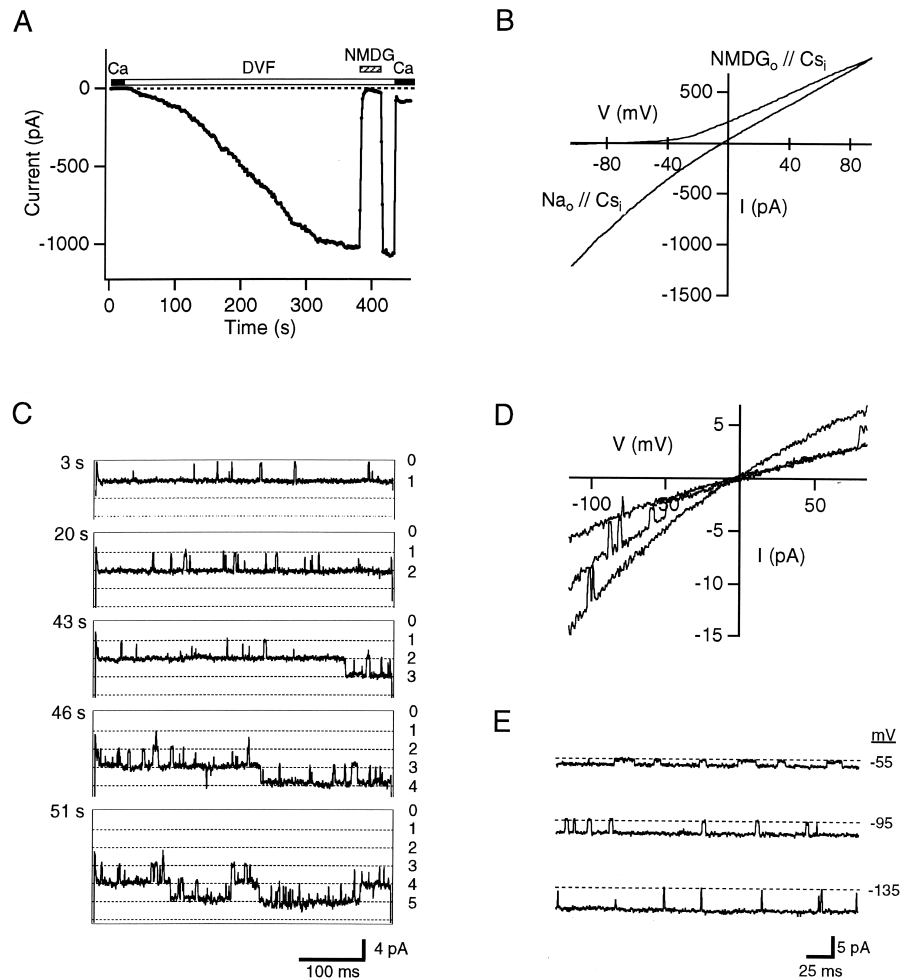 A
NMDG
Ca DVF Ca
0
-500
-1000
Current (pA)
0 100 200 300 400
Time (s)
B
NMDGo // Csi
500
V (mV)
-80 -40 40 80
Nao // Csi
-500
I (pA)
-1000
-1500
C
3 s
0
1
20 s
0
1
2
43 s
0
1
2
3
46 s
0
1
2
3
4
51 s
0
1
2
3
4
5
4 pA
100 ms
D
5
V (mV)
-100 -50 50
-5
I (pA)
-10
-15
E
mV
-55
-95
-135
5 pA
25 ms